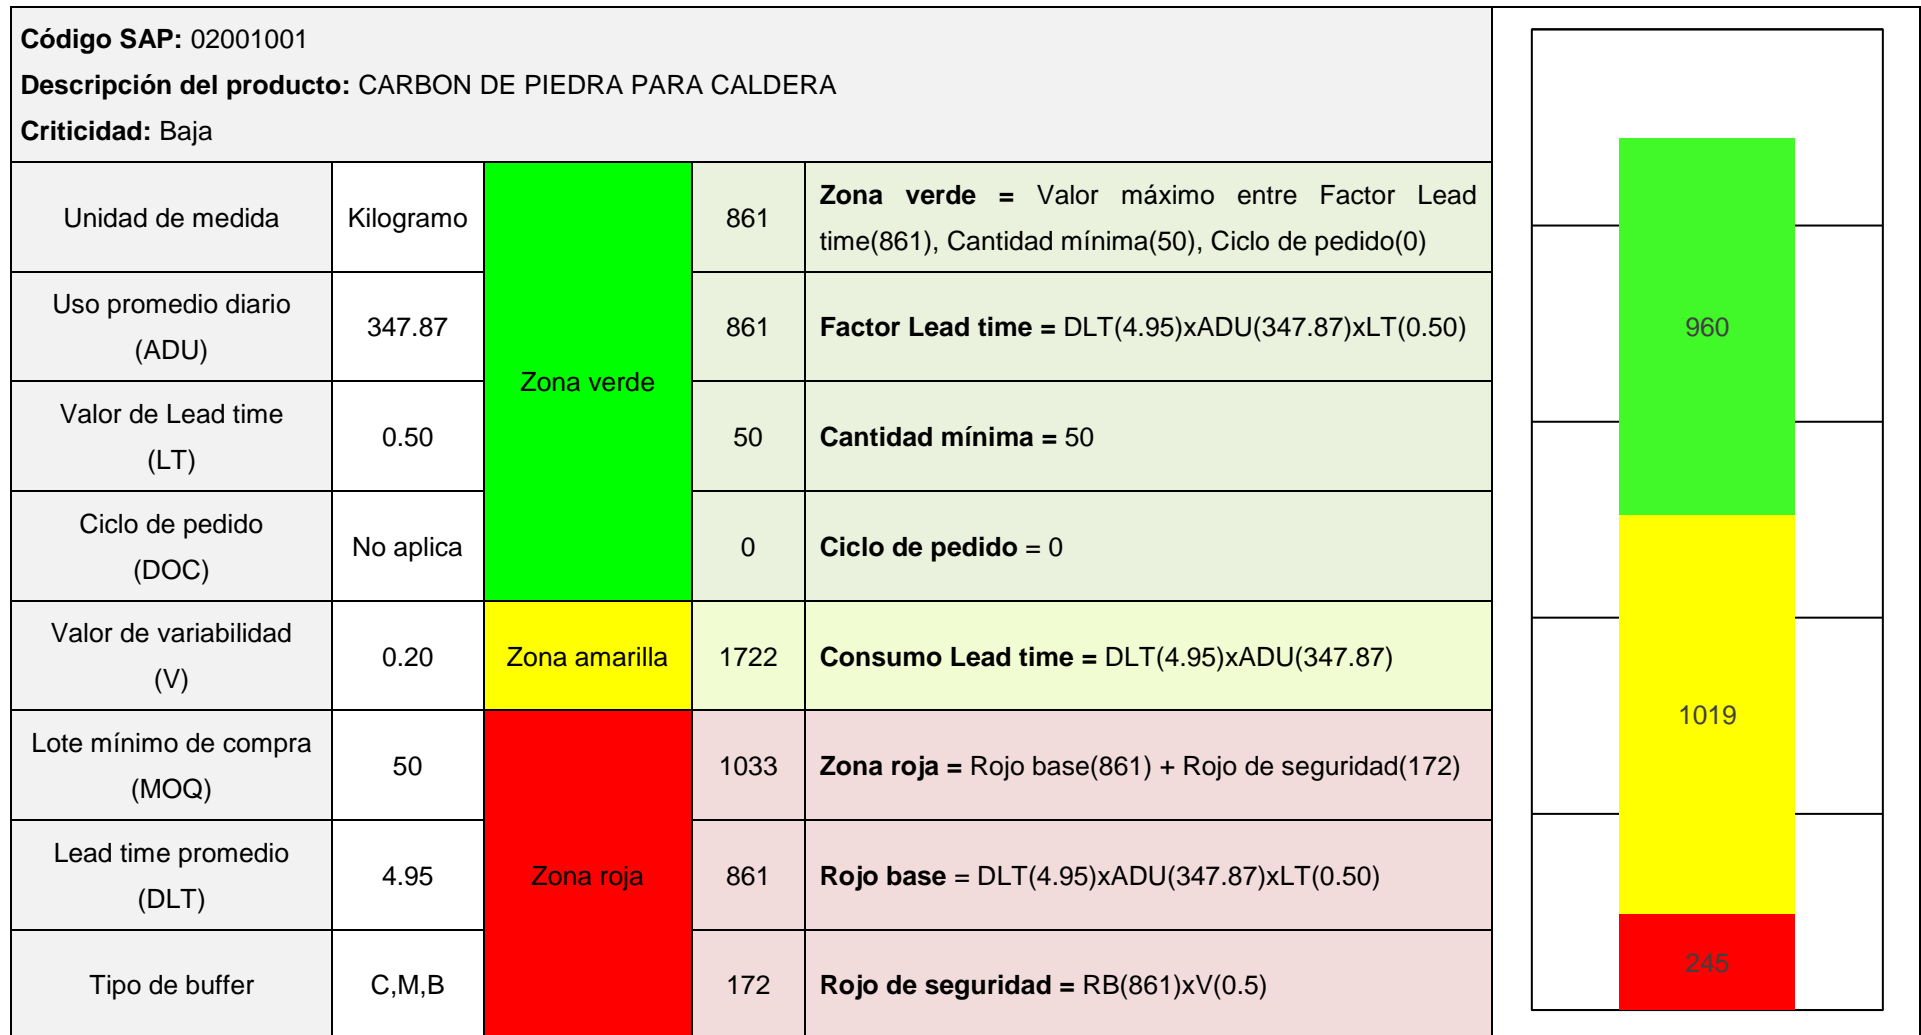 Código SAP: 02001001
Descripción del producto: CARBON DE PIEDRA PARA CALDERA
Criticidad: Baja
Unidad de medida
Kilogramo
Zona verde
861
Zona verde = Valor máximo entre Factor Lead
time(861), Cantidad mínima(50), Ciclo de pedido(0)
Uso promedio diario
(ADU)
347.87
861
Factor Lead time = DLT(4.95)xADU(347.87)xLT(0.50)
Valor de Lead time
(LT)
0.50
50
Cantidad mínima = 50
Ciclo de pedido
(DOC)
No aplica
0
Ciclo de pedido = 0
Valor de variabilidad
(V)
0.20
Zona amarilla
1722
Consumo Lead time = DLT(4.95)xADU(347.87)
Lote mínimo de compra
(MOQ)
50
Zona roja
1033
Zona roja = Rojo base(861) + Rojo de seguridad(172)
Lead time promedio
(DLT)
4.95
861
Rojo base = DLT(4.95)xADU(347.87)xLT(0.50)
Tipo de buffer
C,M,B
172
Rojo de seguridad = RB(861)xV(0.5)
960
1019
245